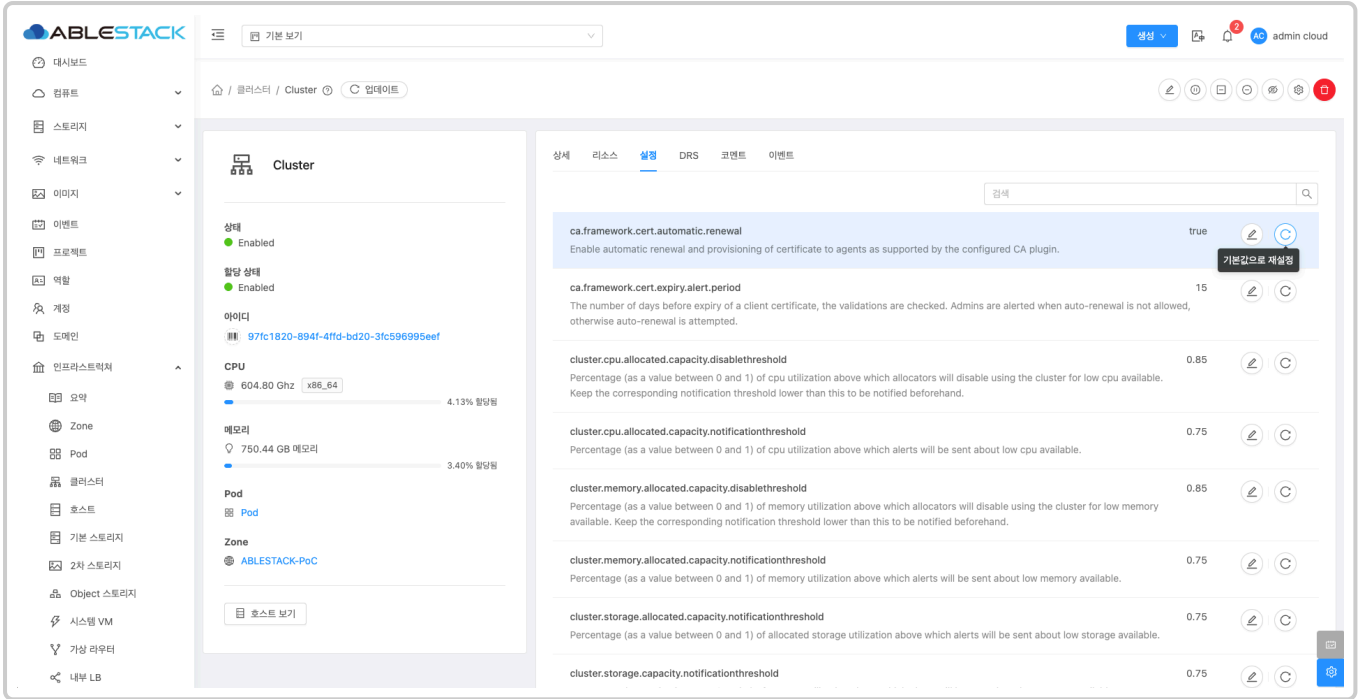 ABLESTACK
기본 보기
생성
2
AC
admin cloud
대시보드
컴퓨트
스토리지
네트워크
이미지
이벤트
프로젝트
역할
계정
도메인
인프라스트럭쳐
요약
Zone
Pod
클러스터
호스트
기본 스토리지
2차 스토리지
Object 스토리지
시스템 VM
가상 라우터
내부 LB
/ 클러스터 / Cluster
업데이트
Cluster
상태
Enabled
할당 상태
Enabled
아이디
97fc1820-894f-4ffd-bd20-3fc596995eef
CPU
604.80 Ghz x86_64
4.13% 할당됨
메모리
750.44 GB 메모리
3.40% 할당됨
Pod
Pod
Zone
ABLESTACK-PoC
호스트 보기
상세 리소스 설정 DRS 코멘트 이벤트
검색
ca.framework.cert.automatic.renewal true
Enable automatic renewal and provisioning of certificate to agents as supported by the configured CA plugin.
기본값으로 재설정
ca.framework.cert.expiry.alert.period 15
The number of days before expiry of a client certificate, the validations are checked. Admins are alerted when auto-renewal is not allowed,
otherwise auto-renewal is attempted.
cluster.cpu.allocated.capacity.disablethreshold 0.85
Percentage (as a value between 0 and 1) of cpu utilization above which allocators will disable using the cluster for low cpu available.
Keep the corresponding notification threshold lower than this to be notified beforehand.
cluster.cpu.allocated.capacity.notificationthreshold 0.75
Percentage (as a value between 0 and 1) of cpu utilization above which alerts will be sent about low cpu available.
cluster.memory.allocated.capacity.disablethreshold 0.85
Percentage (as a value between 0 and 1) of memory utilization above which allocators will disable using the cluster for low memory
available. Keep the corresponding notification threshold lower than this to be notified beforehand.
cluster.memory.allocated.capacity.notificationthreshold 0.75
Percentage (as a value between 0 and 1) of memory utilization above which alerts will be sent about low memory available.
cluster.storage.allocated.capacity.notificationthreshold 0.75
Percentage (as a value between 0 and 1) of allocated storage utilization above which alerts will be sent about low storage available.
cluster.storage.capacity.notificationthreshold 0.75